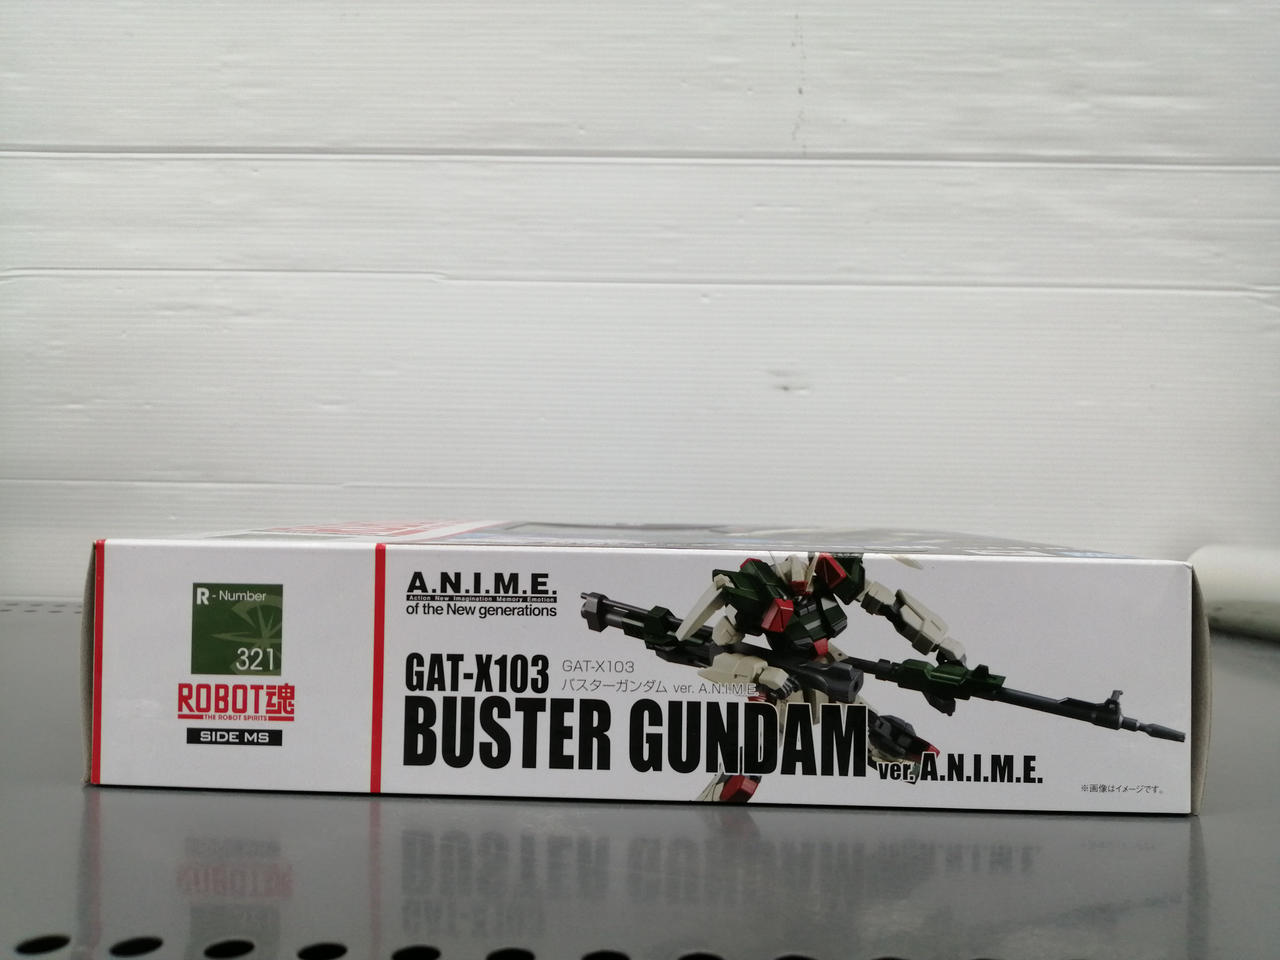 R - Number
321
ROBOT魂
THE ROBOT SPIRITS
SIDE MS
A.N.I.M.E.
Action New Imagination Memory Emotion
of the New generations
GAT-X103
GAT-X103
バスターガンダム ver. A.N.I.M.E.
BUSTER GUNDAM
ver. A.N.I.M.E.
※画像はイメージです。